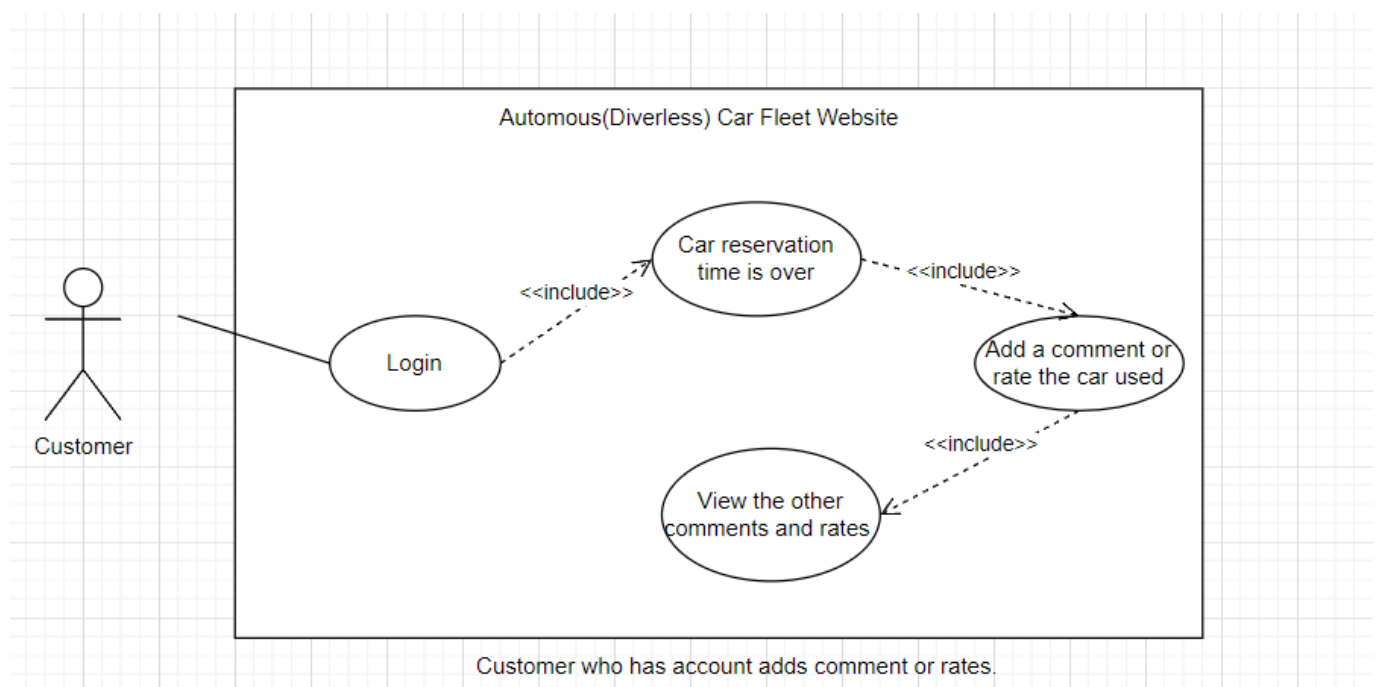 Automous(Diverless) Car Fleet Website
Car reservation
time is over
<<include>>
<<include>>
Login
Add a comment or
rate the car used
Customer
<<include>>
View the other
comments and rates
Customer who has account adds comment or rates.